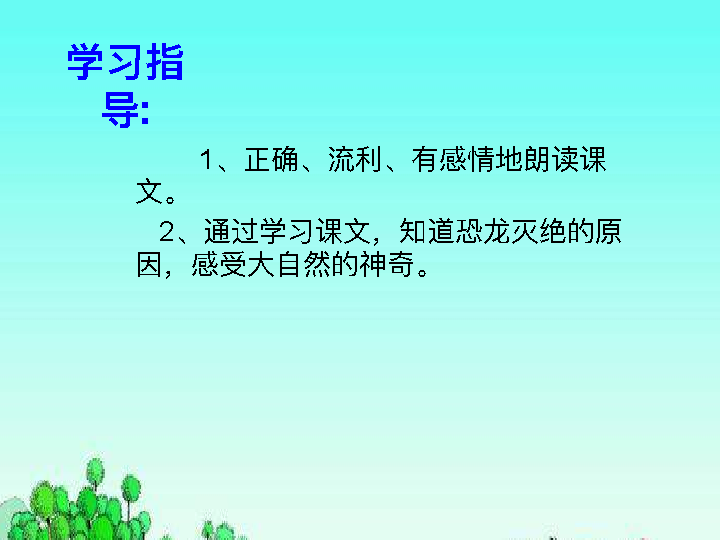 学习指
导:
1、正确、流利、有感情地朗读课
文。
2、通过学习课文，知道恐龙灭绝的原
因，感受大自然的神奇。